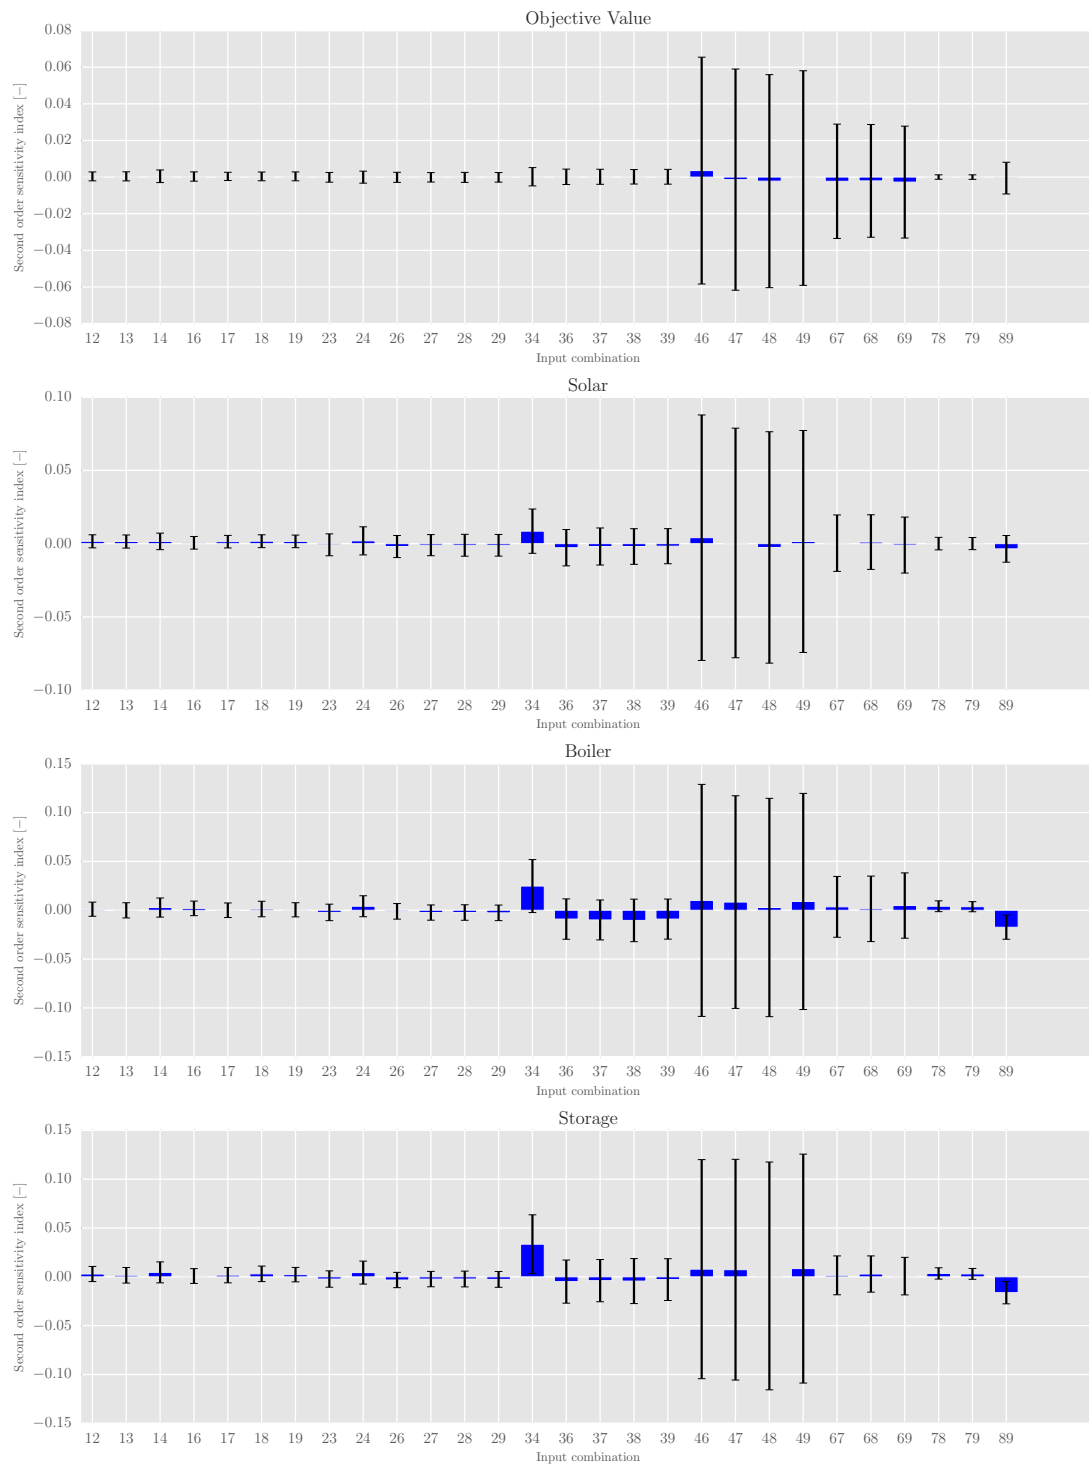 Objective Value
Second order sensitivity index [−]
0.08
0.06
0.04
0.02
0.00
−0.02
−0.04
−0.06
−0.08
12 13 14 16 17 18 19 23 24 26 27 28 29 34 36 37 38 39 46 47 48 49 67 68 69 78 79 89
Input combination
Solar
Second order sensitivity index [−]
0.10
0.05
0.00
−0.05
−0.10
12 13 14 16 17 18 19 23 24 26 27 28 29 34 36 37 38 39 46 47 48 49 67 68 69 78 79 89
Input combination
Boiler
Second order sensitivity index [−]
0.15
0.10
0.05
0.00
−0.05
−0.10
−0.15
12 13 14 16 17 18 19 23 24 26 27 28 29 34 36 37 38 39 46 47 48 49 67 68 69 78 79 89
Input combination
Storage
Second order sensitivity index [−]
0.15
0.10
0.05
0.00
−0.05
−0.10
−0.15
12 13 14 16 17 18 19 23 24 26 27 28 29 34 36 37 38 39 46 47 48 49 67 68 69 78 79 89
Input combination